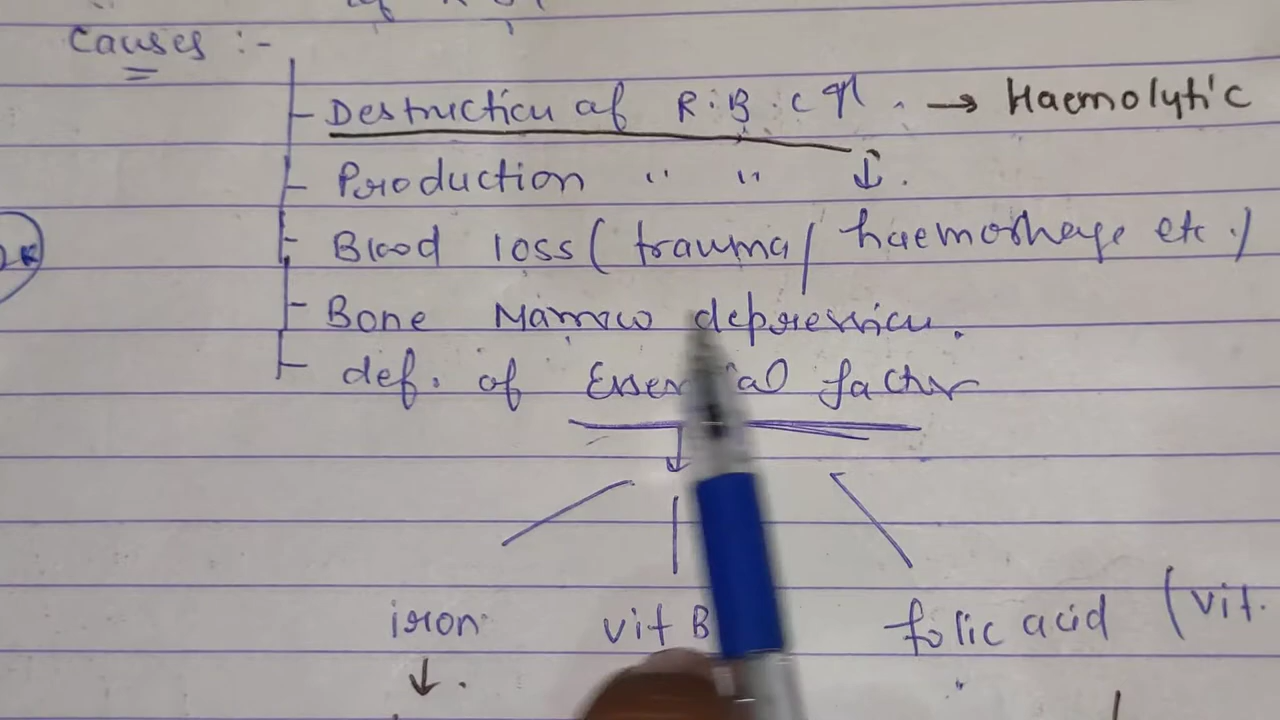 Causes :-
Destruction of R.B.C ↑. → Haemolytic
Production " " ↓.
Blood loss (trauma / haemorhage etc.)
Bone Marrow depression.
def. of Essential factor
↓
iron vit B folic acid (vit.
↓.